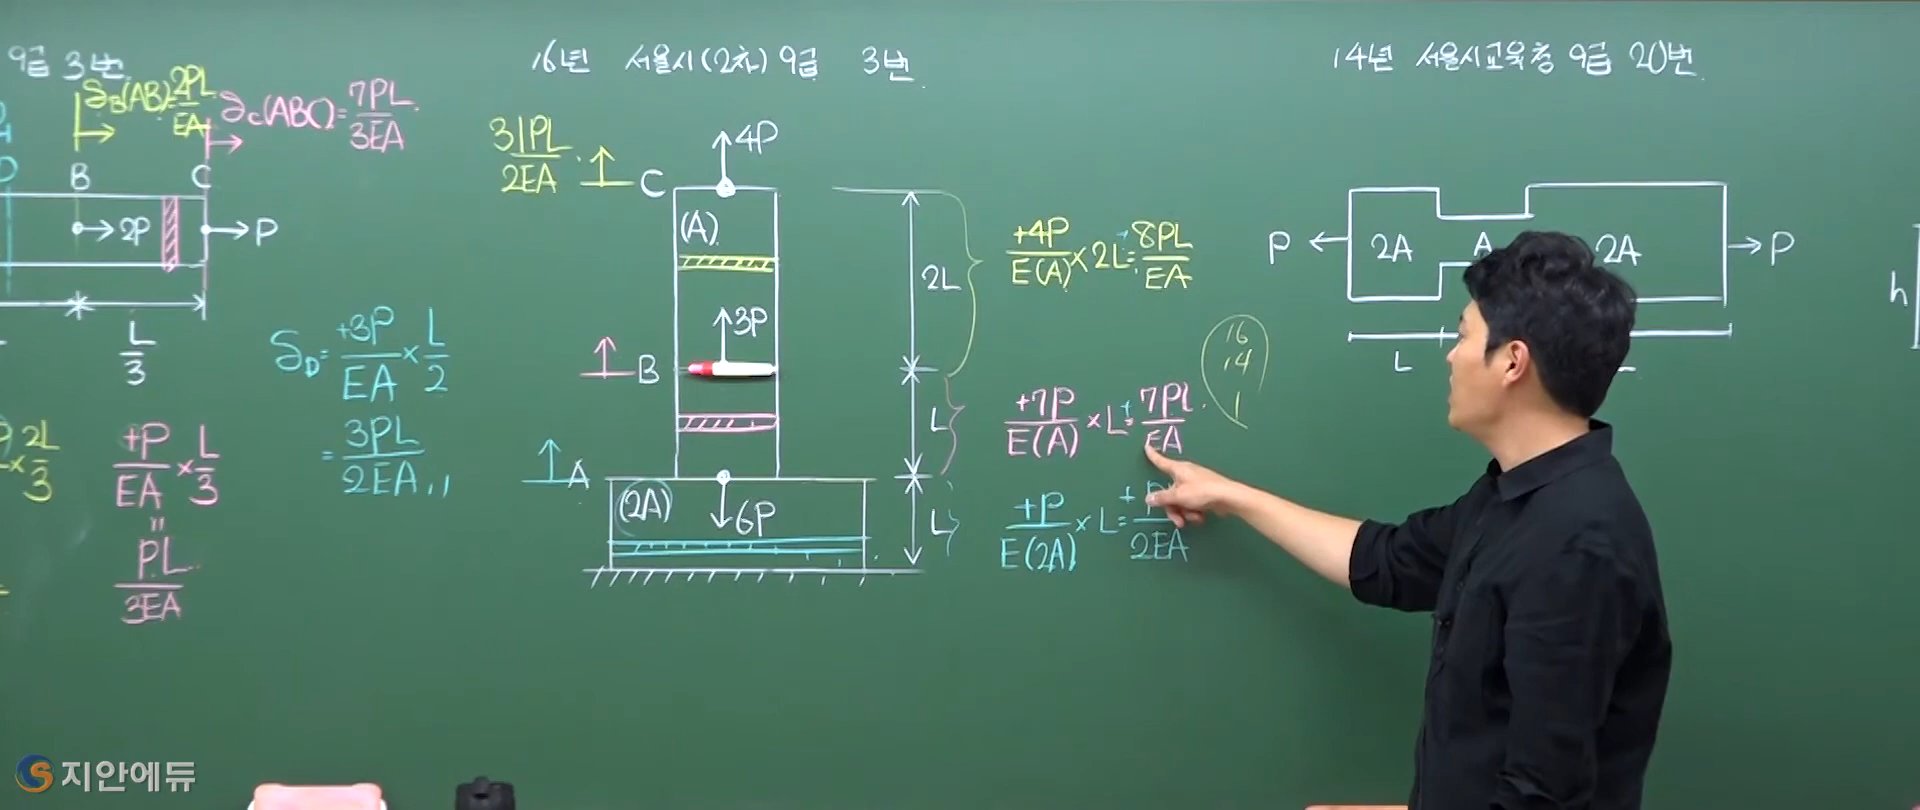 9급 3번
δB(AB)=2PL/EA
δC(ABC)=7PL/3EA
B
C
2P
P
L/3
2L/3
+P/EA × L/3
"
PL/3EA
δD=+3P/EA × L/2
=3PL/2EA
16년 서울시(2차) 9급 3번
31PL/2EA
C
4P
(A)
3P
B
A
(2A)
6P
2L
L
L
+4P/E(A) × 2L=+8PL/EA
+7P/E(A) × L=+7PL/EA
+P/E(2A) × L=+P
2EA
16
14
1
14년 서울시교육청 9급 20번
P
2A
A
2A
P
L
h
지안에듀